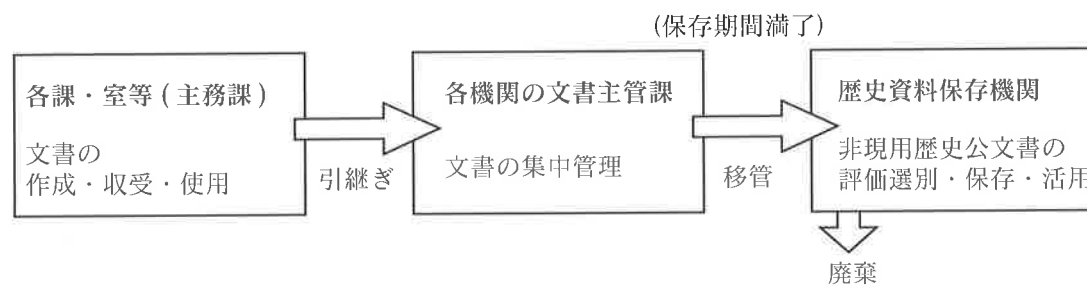 (保存期間満了)
各課・室等(主務課)
文書の
作成・収受・使用
引継ぎ
各機関の文書主管課
文書の集中管理
移管
歴史資料保存機関
非現用歴史公文書の
評価選別・保存・活用
廃棄